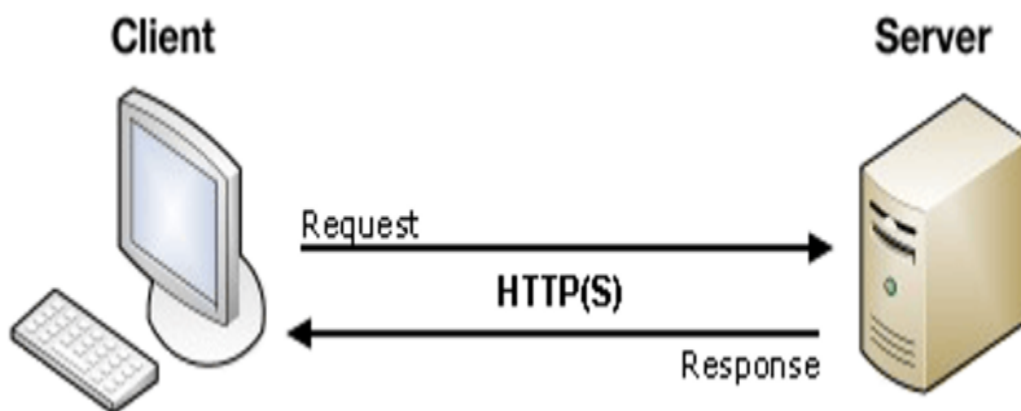 Client
Server
Request
HTTP(S)
Response